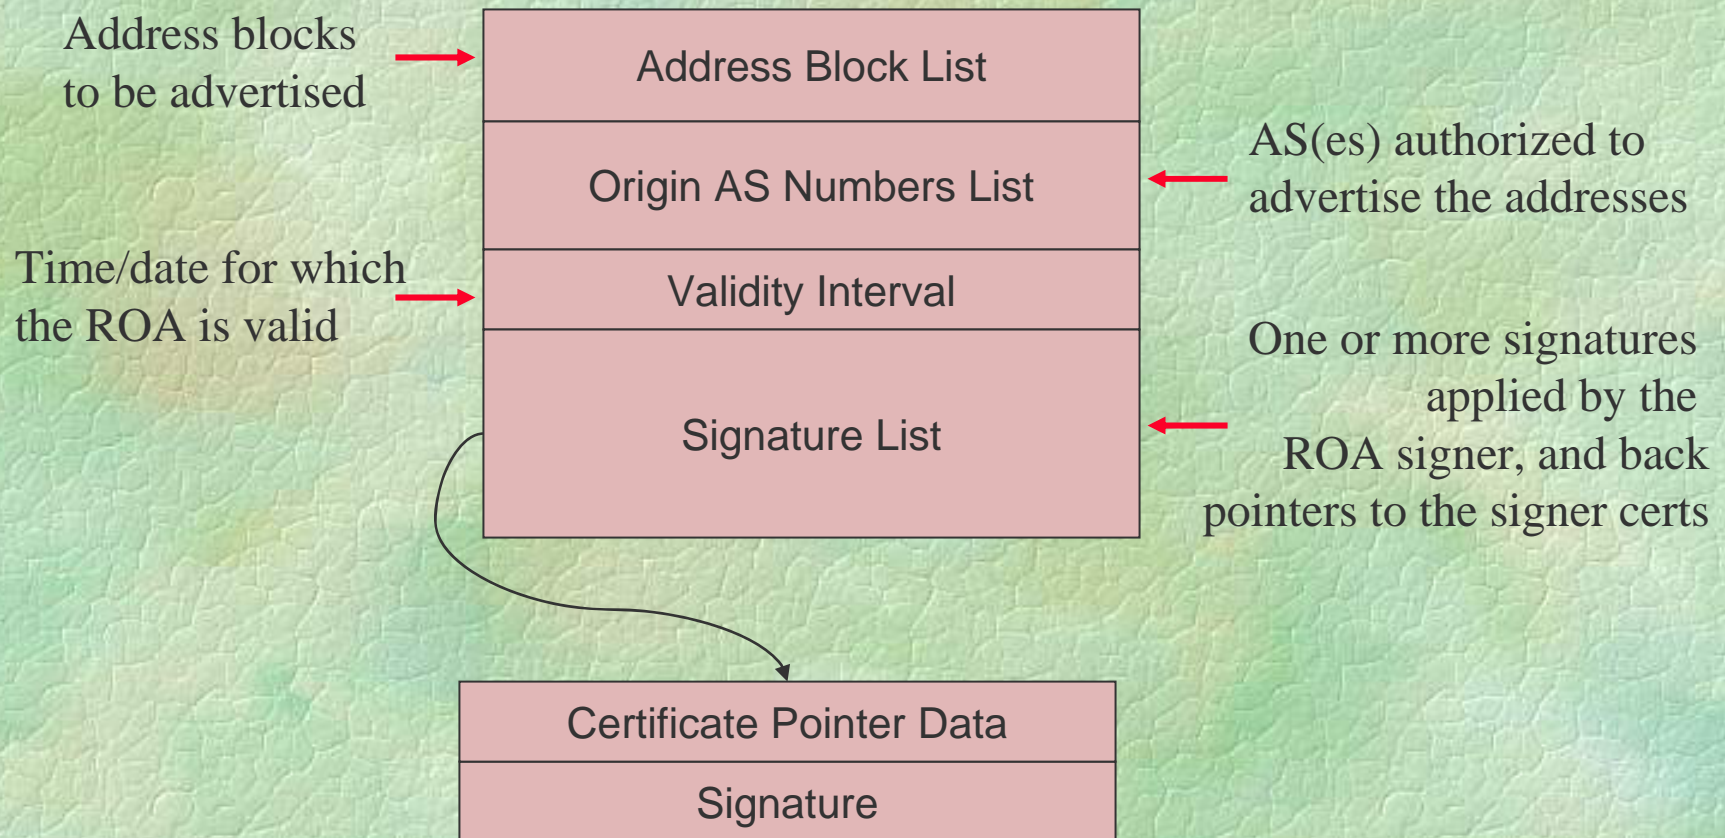 Address blocks
to be advertised
Address Block List
Origin AS Numbers List
AS(es) authorized to
advertise the addresses
Time/date for which
the ROA is valid
Validity Interval
Signature List
One or more signatures
applied by the
ROA signer, and back
pointers to the signer certs
Certificate Pointer Data
Signature